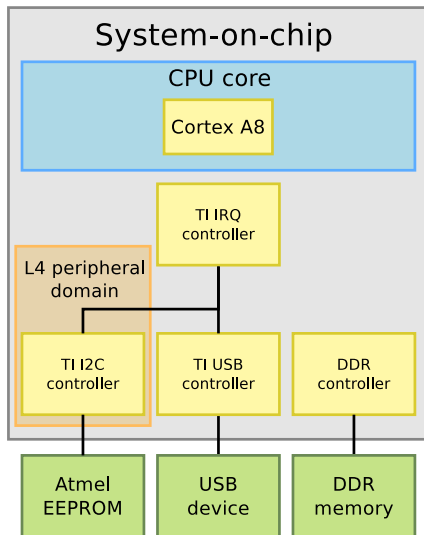 System-on-chip
CPU core
Cortex A8
TI IRQ
controller
L4 peripheral
domain
TI I2C
controller
TI USB
controller
DDR
controller
Atmel
EEPROM
USB
device
DDR
memory